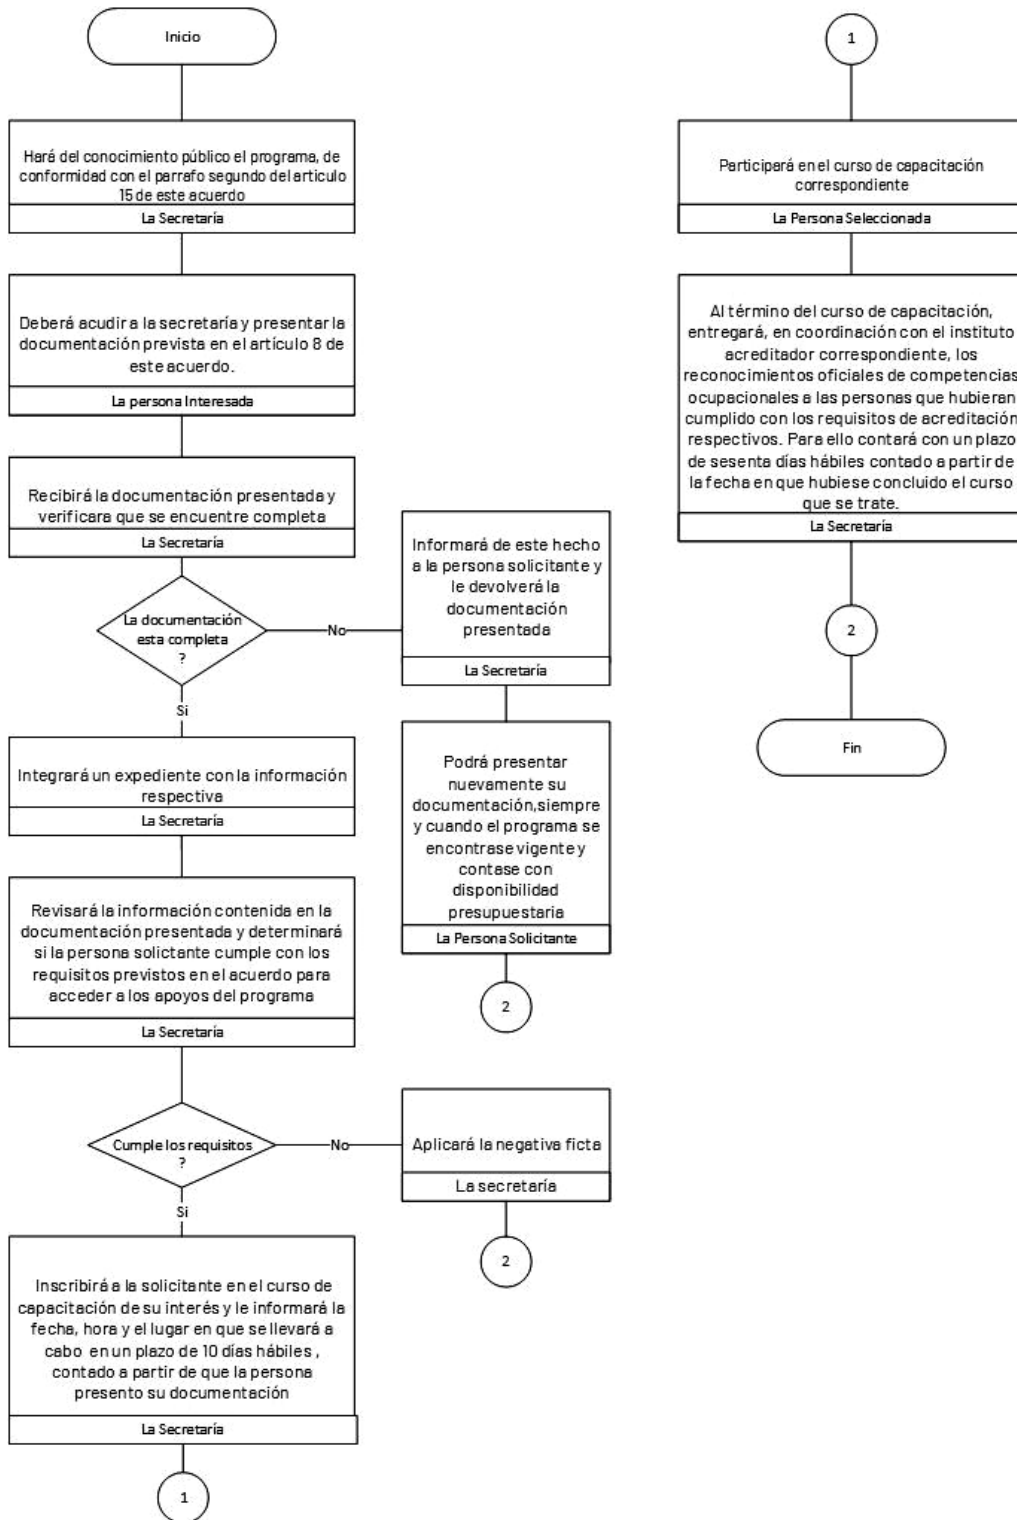 Inicio
Hará del conocimiento público el programa, de
conformidad con el parrafo segundo del articulo
15 de este acuerdo
La Secretaría
Deberá acudir a la secretaría y presentar la
documentación prevista en el artículo 8 de
este acuerdo.
La persona Interesada
Recibirá la documentación presentada y
verificara que se encuentre completa
La Secretaría
La documentación
esta completa
?
No
Informará de este hecho
a la persona solicitante y
le devolverá la
documentación
presentada
La Secretaría
Podrá presentar
nuevamente su
documentación,siempre
y cuando el programa se
encontrase vigente y
contase con
disponibilidad
presupuestaria
La Persona Solicitante
2
Si
Integrará un expediente con la información
respectiva
La Secretaría
Revisará la información contenida en la
documentación presentada y determinará
si la persona solictante cumple con los
requisitos previstos en el acuerdo para
acceder a los apoyos del programa
La Secretaría
Cumple los requisitos
?
No
Aplicará la negativa ficta
La secretaría
2
Si
Inscribirá a la solicitante en el curso de
capacitación de su interés y le informará la
fecha, hora y el lugar en que se llevará a
cabo en un plazo de 10 días hábiles ,
contado a partir de que la persona
presento su documentación
La Secretaría
1
1
Participará en el curso de capacitación
correspondiente
La Persona Seleccionada
Al término del curso de capacitación,
entregará, en coordinación con el instituto
acreditador correspondiente, los
reconocimientos oficiales de competencias
ocupacionales a las personas que hubieran
cumplido con los requisitos de acreditación
respectivos. Para ello contará con un plazo
de sesenta días hábiles contado a partir de
la fecha en que hubiese concluido el curso
que se trate.
La Secretaría
2
Fin